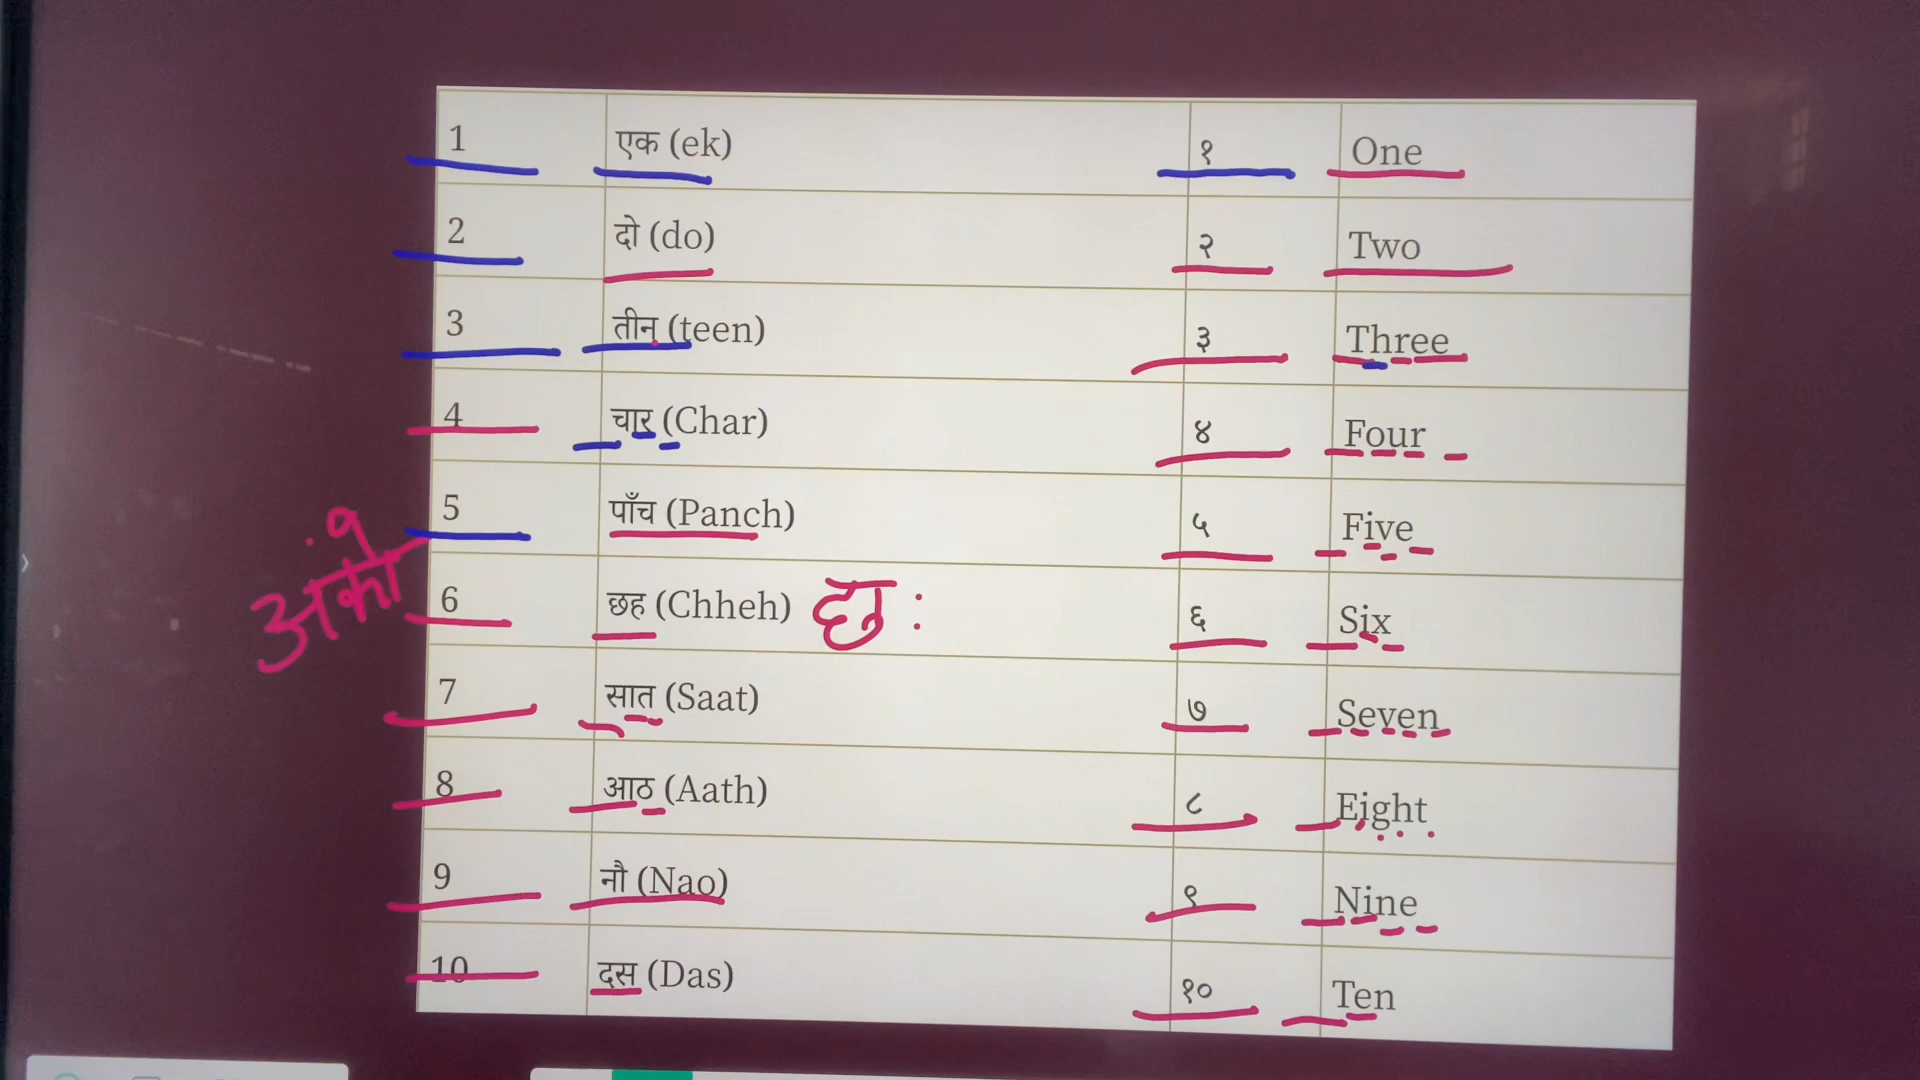 1 एक (ek) १ One
2 दो (do) २ Two
3 तीन (teen) ३ Three
4 चार (Char) ४ Four
5 पाँच (Panch) ५ Five
6 छह (Chheh) छः ६ Six
7 सात (Saat) ७ Seven
8 आठ (Aath) ८ Eight
9 नौ (Nao) ९ Nine
10 दस (Das) १० Ten